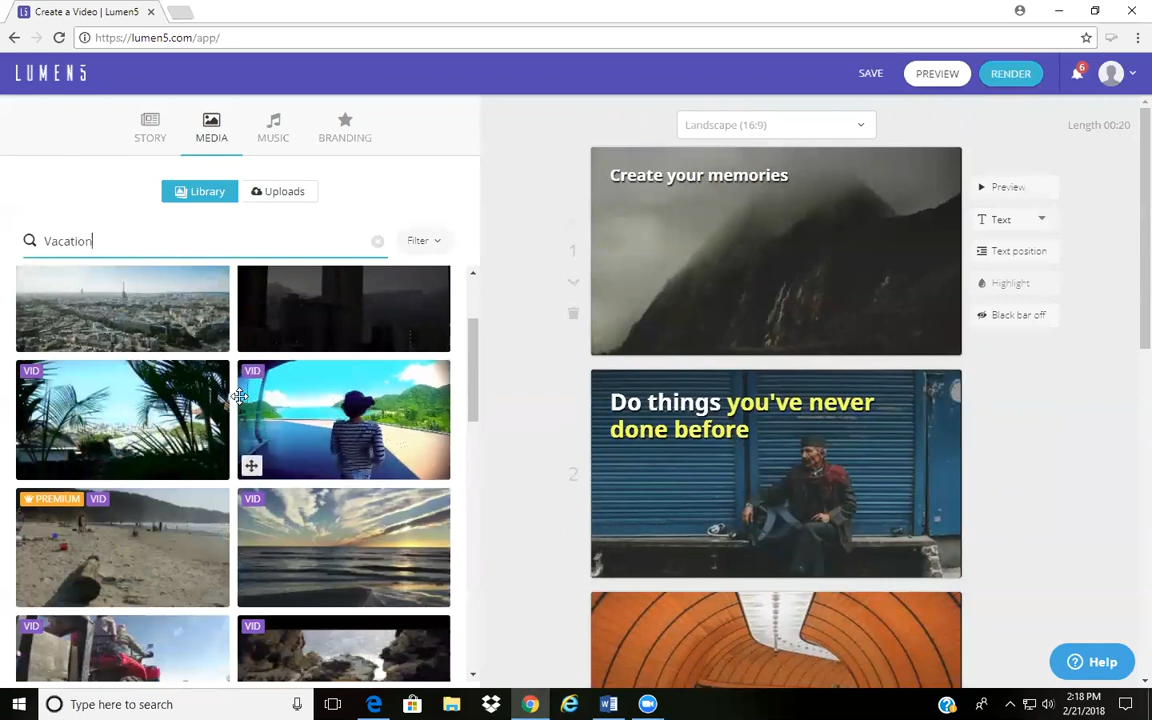 Create a Video | Lumen5
https://lumen5.com/app/
LUMEN5
SAVE
PREVIEW
RENDER
6
STORY
MEDIA
MUSIC
BRANDING
Library
Uploads
Vacation
Filter
VID
VID
PREMIUM VID
VID
VID
VID
Landscape (16:9)
Length 00:20
1
Create your memories
Preview
Text
Text position
Highlight
Black bar off
2
Do things you've never
done before
Help
Type here to search
2:18 PM
2/21/2018